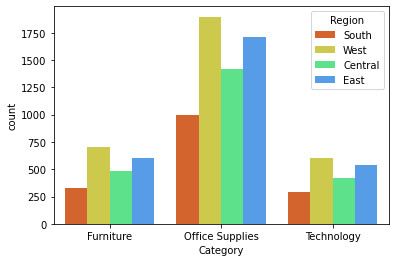 Region
South
West
Central
East
1750
1500
1250
1000
750
500
250
0
count
Furniture
Office Supplies
Technology
Category